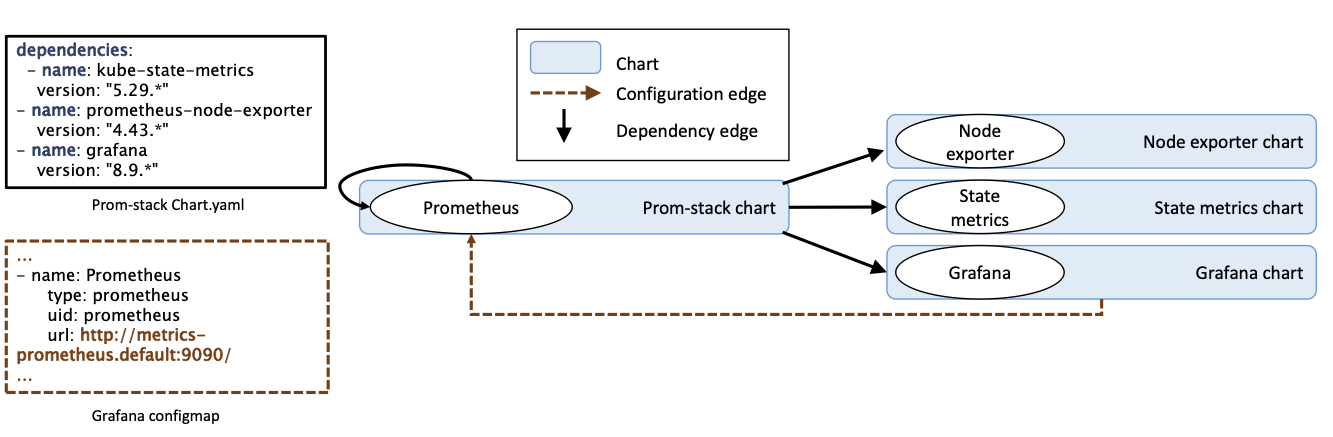 dependencies:
- name: kube-state-metrics
version: "5.29.*"
- name: prometheus-node-exporter
version: "4.43.*"
- name: grafana
version: "8.9.*"
Prom-stack Chart.yaml
...
- name: Prometheus
type: prometheus
uid: prometheus
url: http://metrics-
prometheus.default:9090/
...
Grafana configmap
Chart
Configuration edge
Dependency edge
Prometheus
Prom-stack chart
Node
exporter
Node exporter chart
State
metrics
State metrics chart
Grafana
Grafana chart